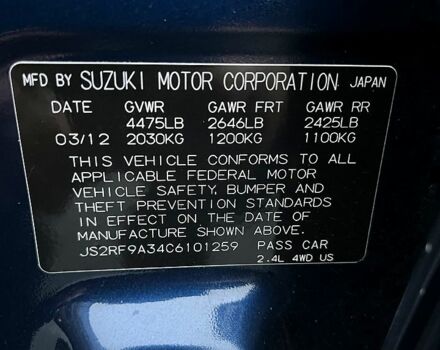 MFD BY SUZUKI MOTOR CORPORATION JAPAN
DATE GVWR GAWR FRT GAWR RR
4475LB 2646LB 2425LB
03/12 2030KG 1200KG 1100KG
THIS VEHICLE CONFORMS TO ALL
APPLICABLE FEDERAL MOTOR
VEHICLE SAFETY, BUMPER AND
THEFT PREVENTION STANDARDS
IN EFFECT ON THE DATE OF
MANUFACTURE SHOWN ABOVE.
JS2RF9A34C6101259 PASS CAR
2.4L 4WD US